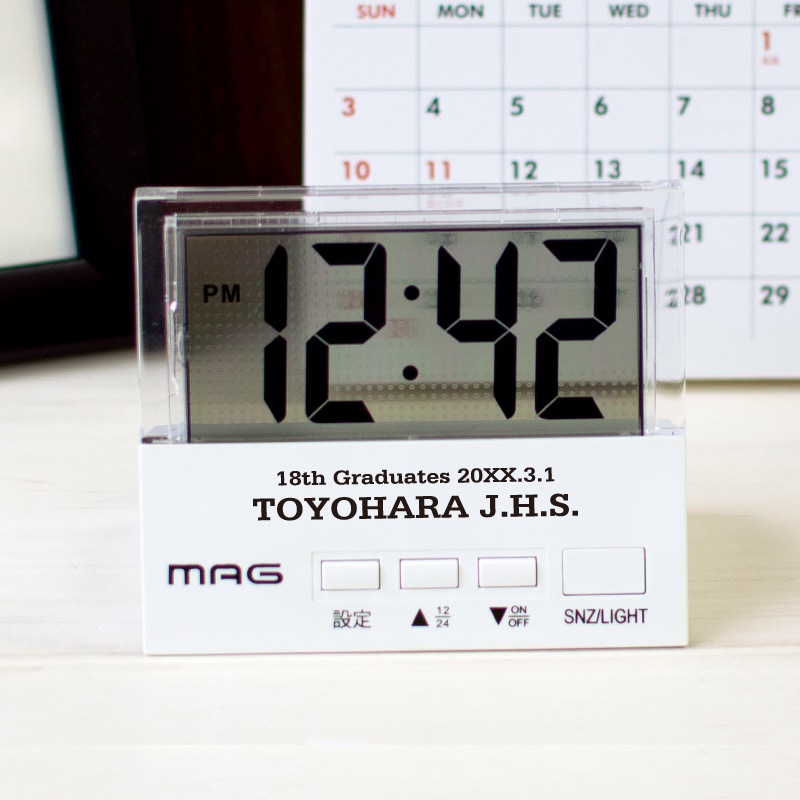 SUN MON TUE WED THU FR
1
3 4 5 6 7 8
10 11 12 13 14 15
21 22
28 29
PM 12:42
18th Graduates 20XX.3.1
TOYOHARA J.H.S.
MAG
設定 ▲ 12/24 ▼ ON/OFF SNZ/LIGHT